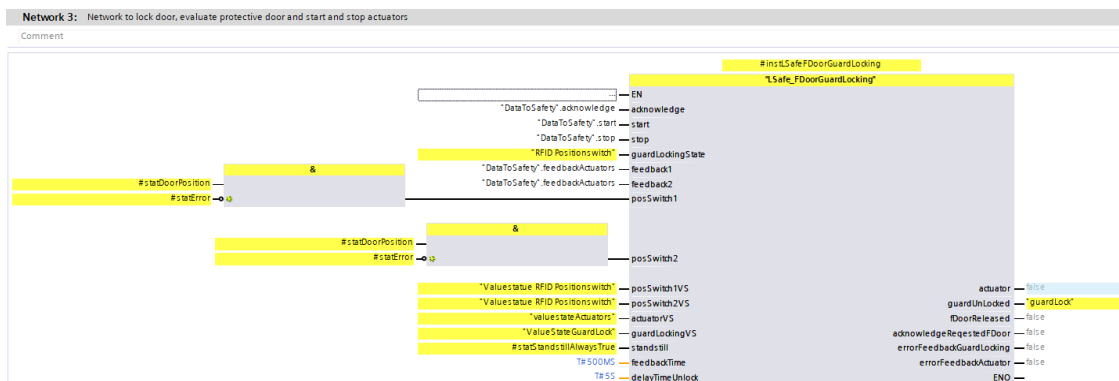 Network 3: Network to lock door, evaluate protective door and start and stop actuators
Comment
#instLSafeFDoorGuardLocking
"LSafe_FDoorGuardLocking"
... EN
"DataToSafety".acknowledge acknowledge
"DataToSafety".start start
"DataToSafety".stop stop
"RFID Positionswitch" guardLockingState
"DataToSafety".feedbackActuators feedback1
&
#statDoorPosition "DataToSafety".feedbackActuators feedback2
#statError posSwitch1
&
#statDoorPosition
#statError posSwitch2
"Valuestatue RFID Positionswitch" posSwitch1VS actuator false
"Valuestatue RFID Positionswitch" posSwitch2VS guardUnLocked "guardLock"
"valuestateActuators" actuatorVS fDoorReleased false
"ValueStateGuardLock" guardLockingVS acknowledgeReqestedFDoor false
#statStandstillAlwaysTrue standstill errorFeedbackGuardLocking false
T#500MS feedbackTime errorFeedbackActuator false
T#5S delayTimeUnlock ENO